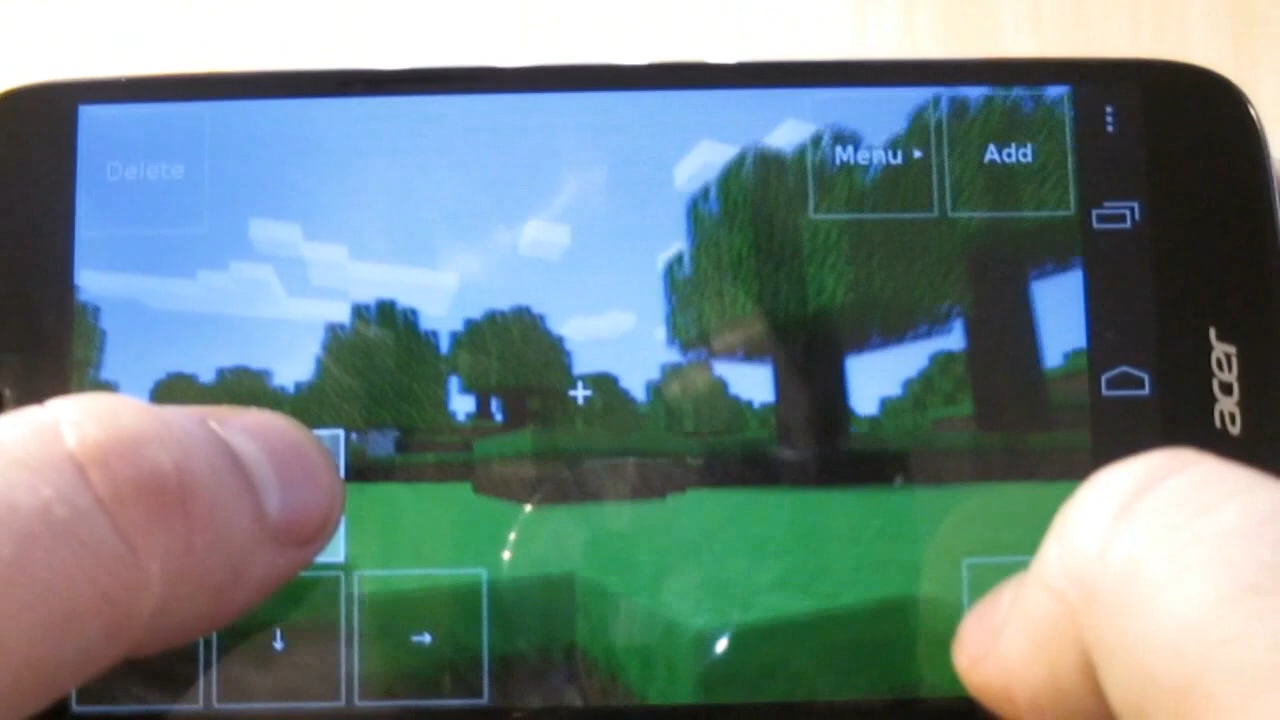 Delete
Menu ▸
Add
acer
↓
→